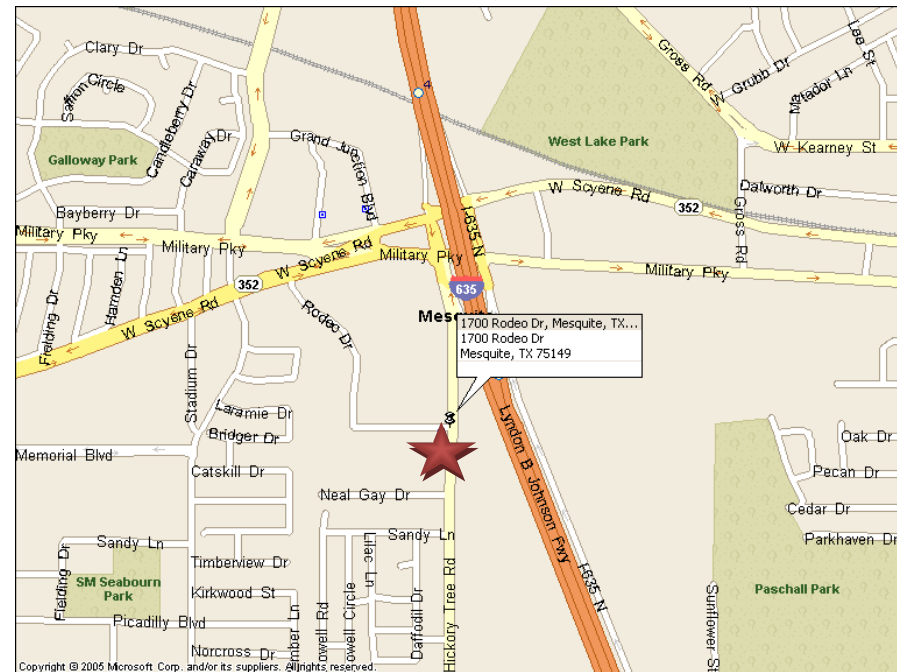 Clary Dr
Saffron Circle
Candleberry Dr
Caraway Dr
Galloway Park
Bayberry Dr
Grand Junction Blvd
4
Gross Rd W
W Grubb Dr
Matador Ln
Lee St
West Lake Park
W Kearney St
W Scyene Rd
352
Dalworth Dr
Gross Rd
Military Pky
Military Pky
W Scyene Rd
Military Pky
I-635 N
Military Pky
635
352
W Scyene Rd
Fielding Dr
Hamden Ln
Rodeo Dr
Stadium Dr
1700 Rodeo Dr, Mesquite, TX...
1700 Rodeo Dr
Mesquite, TX 75149
Laramie Dr
Bridger Dr
Memorial Blvd
Catskill Dr
Neal Gay Dr
Lyndon B Johnson Fwy
Oak Dr
Pecan Dr
Cedar Dr
Parkhaven Dr
Sandy Ln
Sandy Ln
Fielding Dr
SM Seabourn
Park
Timberview Dr
Kirkwood St
Picadilly Blvd
Norcross Dr
Lilac Ln
Daffodil Dr
Hickory Tree Rd
I-635 N
Sunflower St
Paschall Park
Copyright © 2005 Microsoft Corp. and/or its suppliers. All rights reserved.